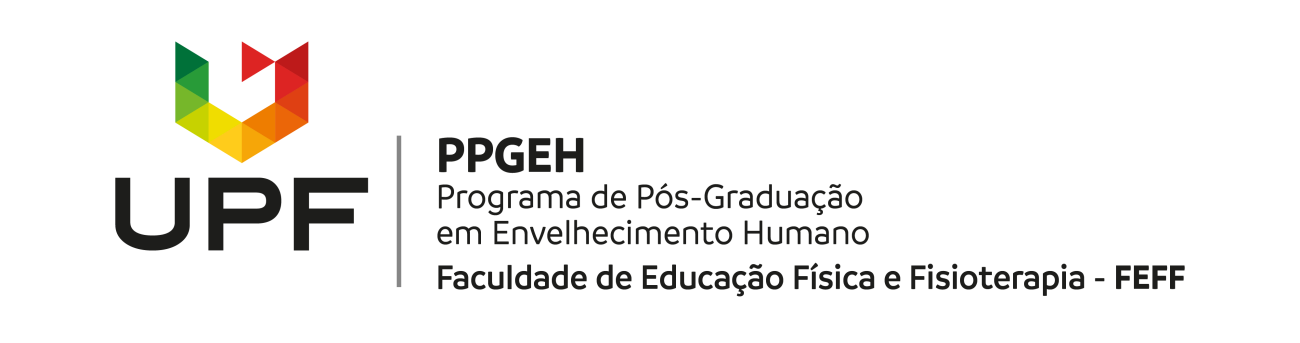 UPF
PPGEH
Programa de Pós-Graduação
em Envelhecimento Humano
Faculdade de Educação Física e Fisioterapia - FEFF